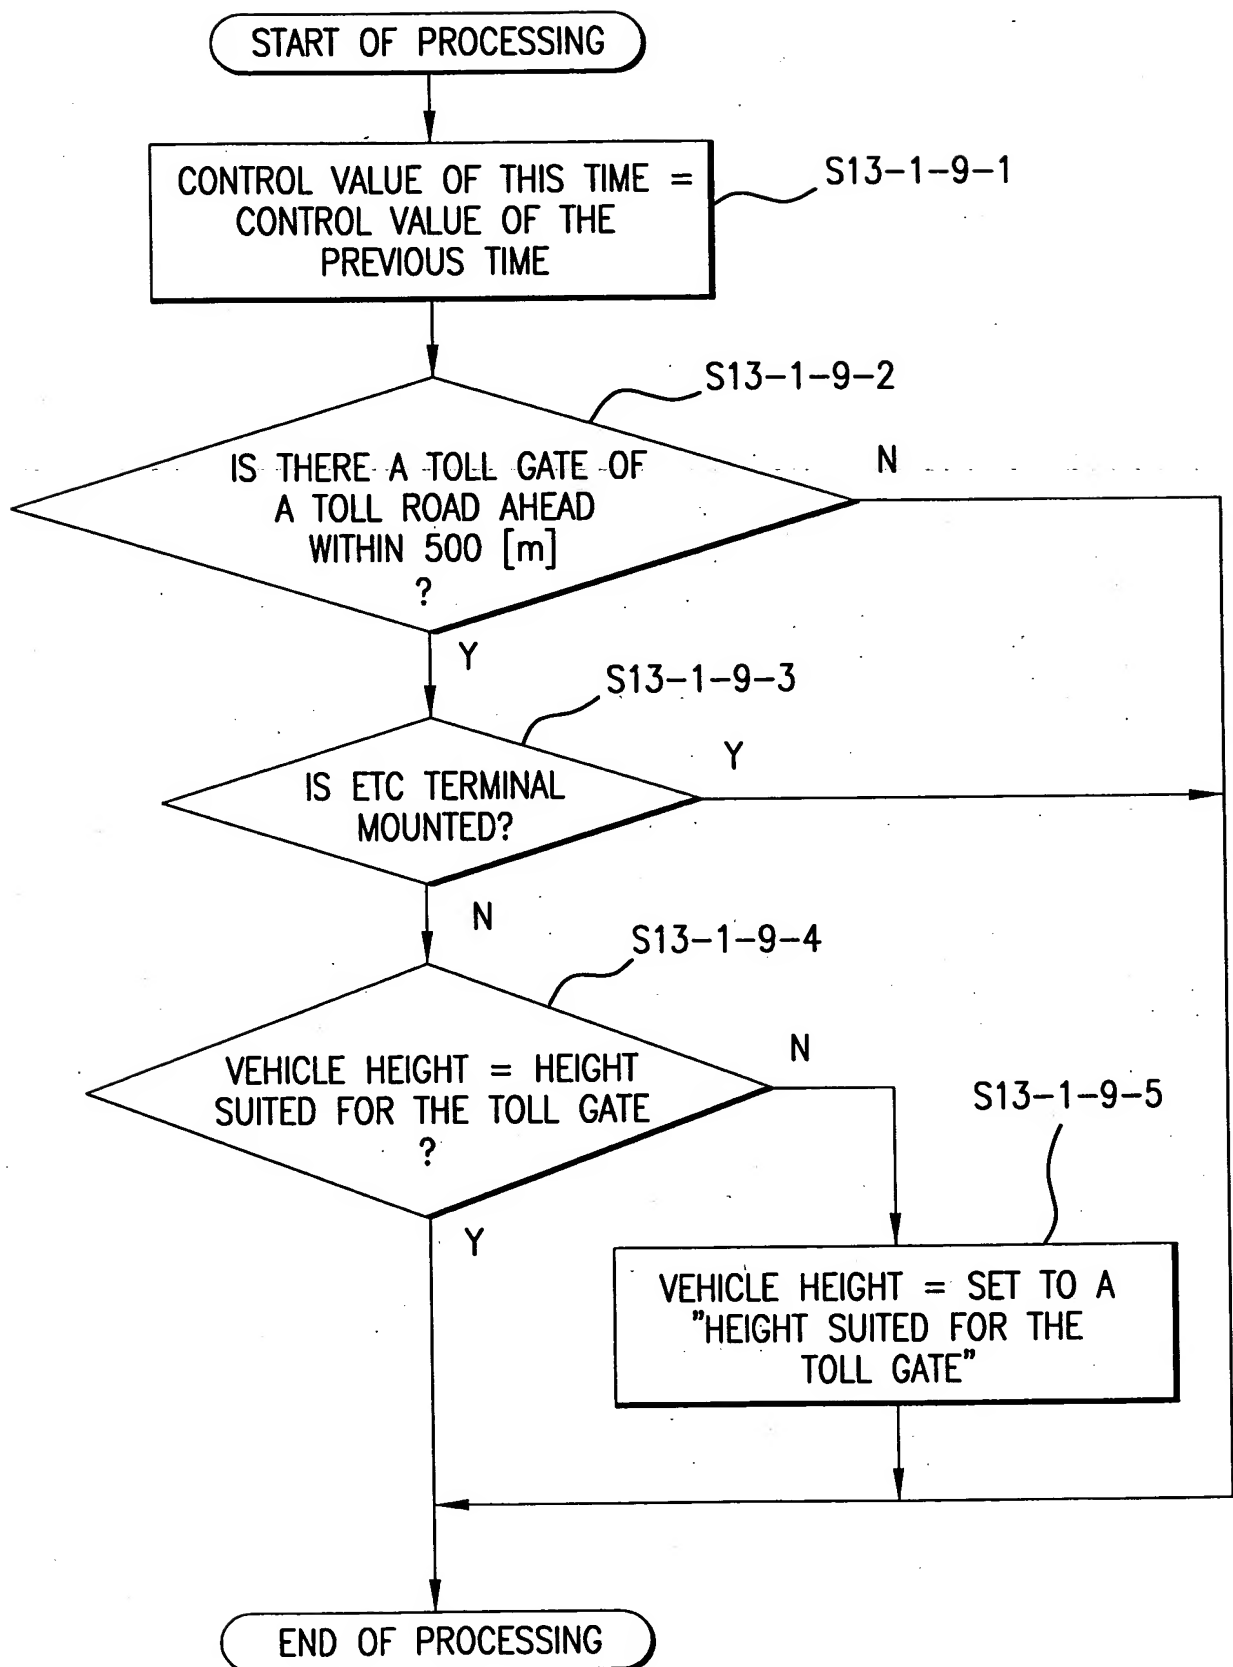 START OF PROCESSING
CONTROL VALUE OF THIS TIME =
CONTROL VALUE OF THE
PREVIOUS TIME
S13-1-9-1
S13-1-9-2
IS THERE A TOLL GATE OF
A TOLL ROAD AHEAD
WITHIN 500 [m]
?
N
Y
S13-1-9-3
IS ETC TERMINAL
MOUNTED?
Y
N
S13-1-9-4
VEHICLE HEIGHT = HEIGHT
SUITED FOR THE TOLL GATE
?
N
Y
S13-1-9-5
VEHICLE HEIGHT = SET TO A
"HEIGHT SUITED FOR THE
TOLL GATE"
END OF PROCESSING